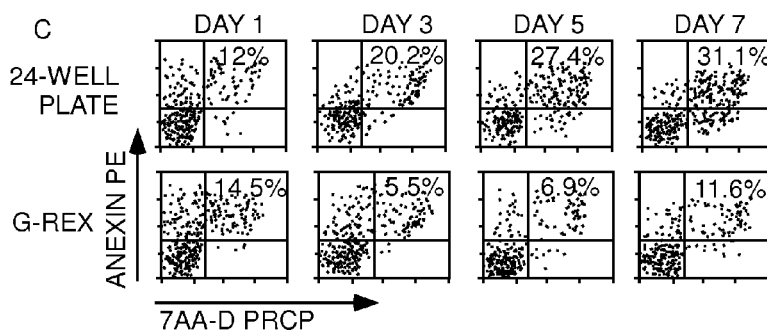 C
DAY 1 DAY 3 DAY 5 DAY 7
24-WELL PLATE
12% 20.2% 27.4% 31.1%
G-REX
14.5% 5.5% 6.9% 11.6%
ANEXIN PE
7AA-D PRCP